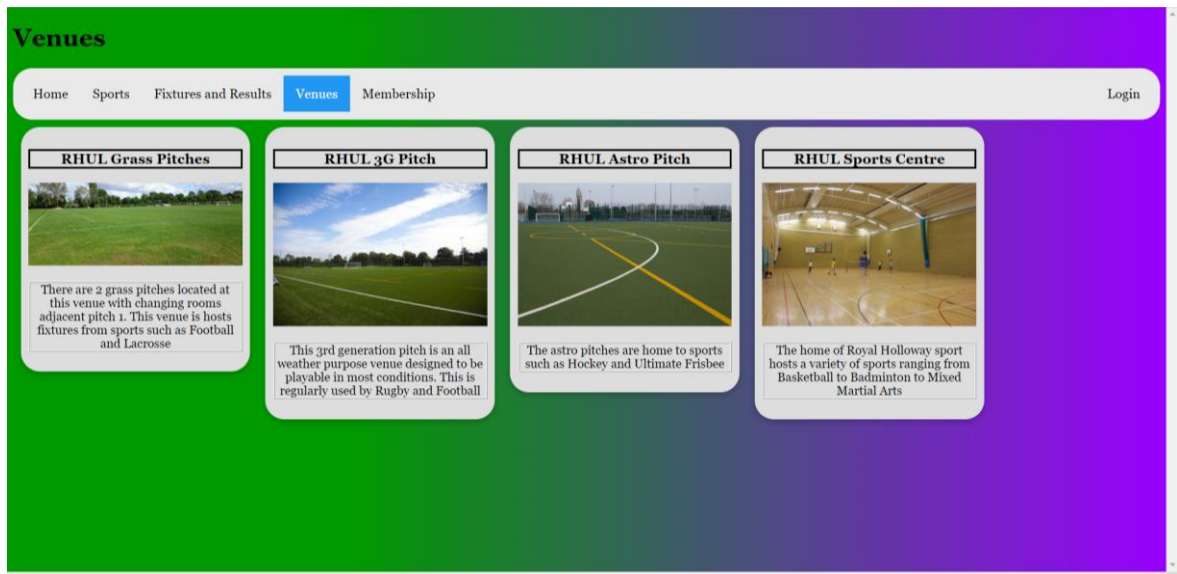 Venues
Home Sports Fixtures and Results Venues Membership Login
RHUL Grass Pitches
There are 2 grass pitches located at
this venue with changing rooms
adjacent pitch 1. This venue is hosts
fixtures from sports such as Football
and Lacrosse
RHUL 3G Pitch
This 3rd generation pitch is an all
weather purpose venue designed to be
playable in most conditions. This is
regularly used by Rugby and Football
RHUL Astro Pitch
The astro pitches are home to sports
such as Hockey and Ultimate Frisbee
RHUL Sports Centre
The home of Royal Holloway sport
hosts a variety of sports ranging from
Basketball to Badminton to Mixed
Martial Arts